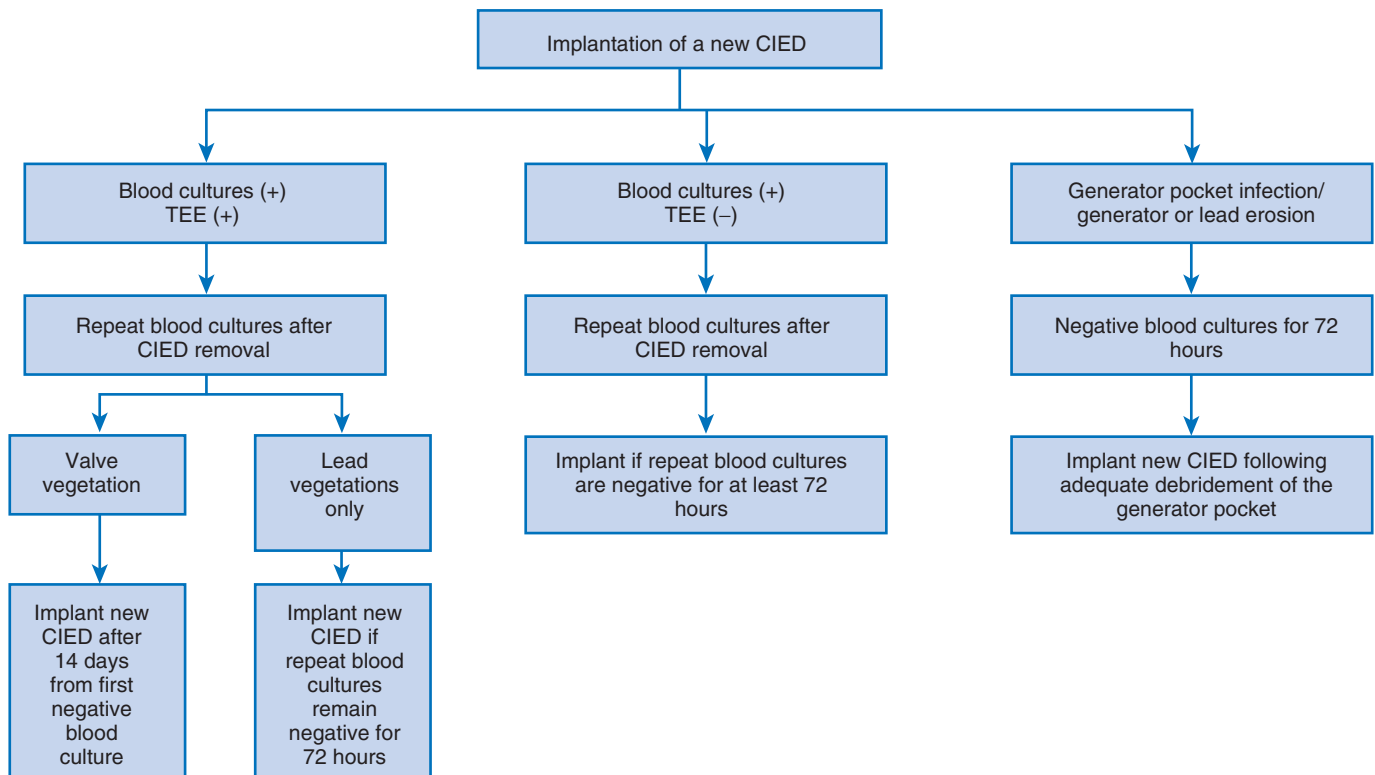 Implantation of a new CIED
Blood cultures (+)
TEE (+)
Blood cultures (+)
TEE (–)
Generator pocket infection/
generator or lead erosion
Repeat blood cultures after
CIED removal
Repeat blood cultures after
CIED removal
Negative blood cultures for 72
hours
Valve
vegetation
Lead
vegetations
only
Implant if repeat blood cultures
are negative for at least 72
hours
Implant new CIED following
adequate debridement of the
generator pocket
Implant new
CIED after
14 days
from first
negative
blood
culture
Implant new
CIED if
repeat blood
cultures
remain
negative for
72 hours